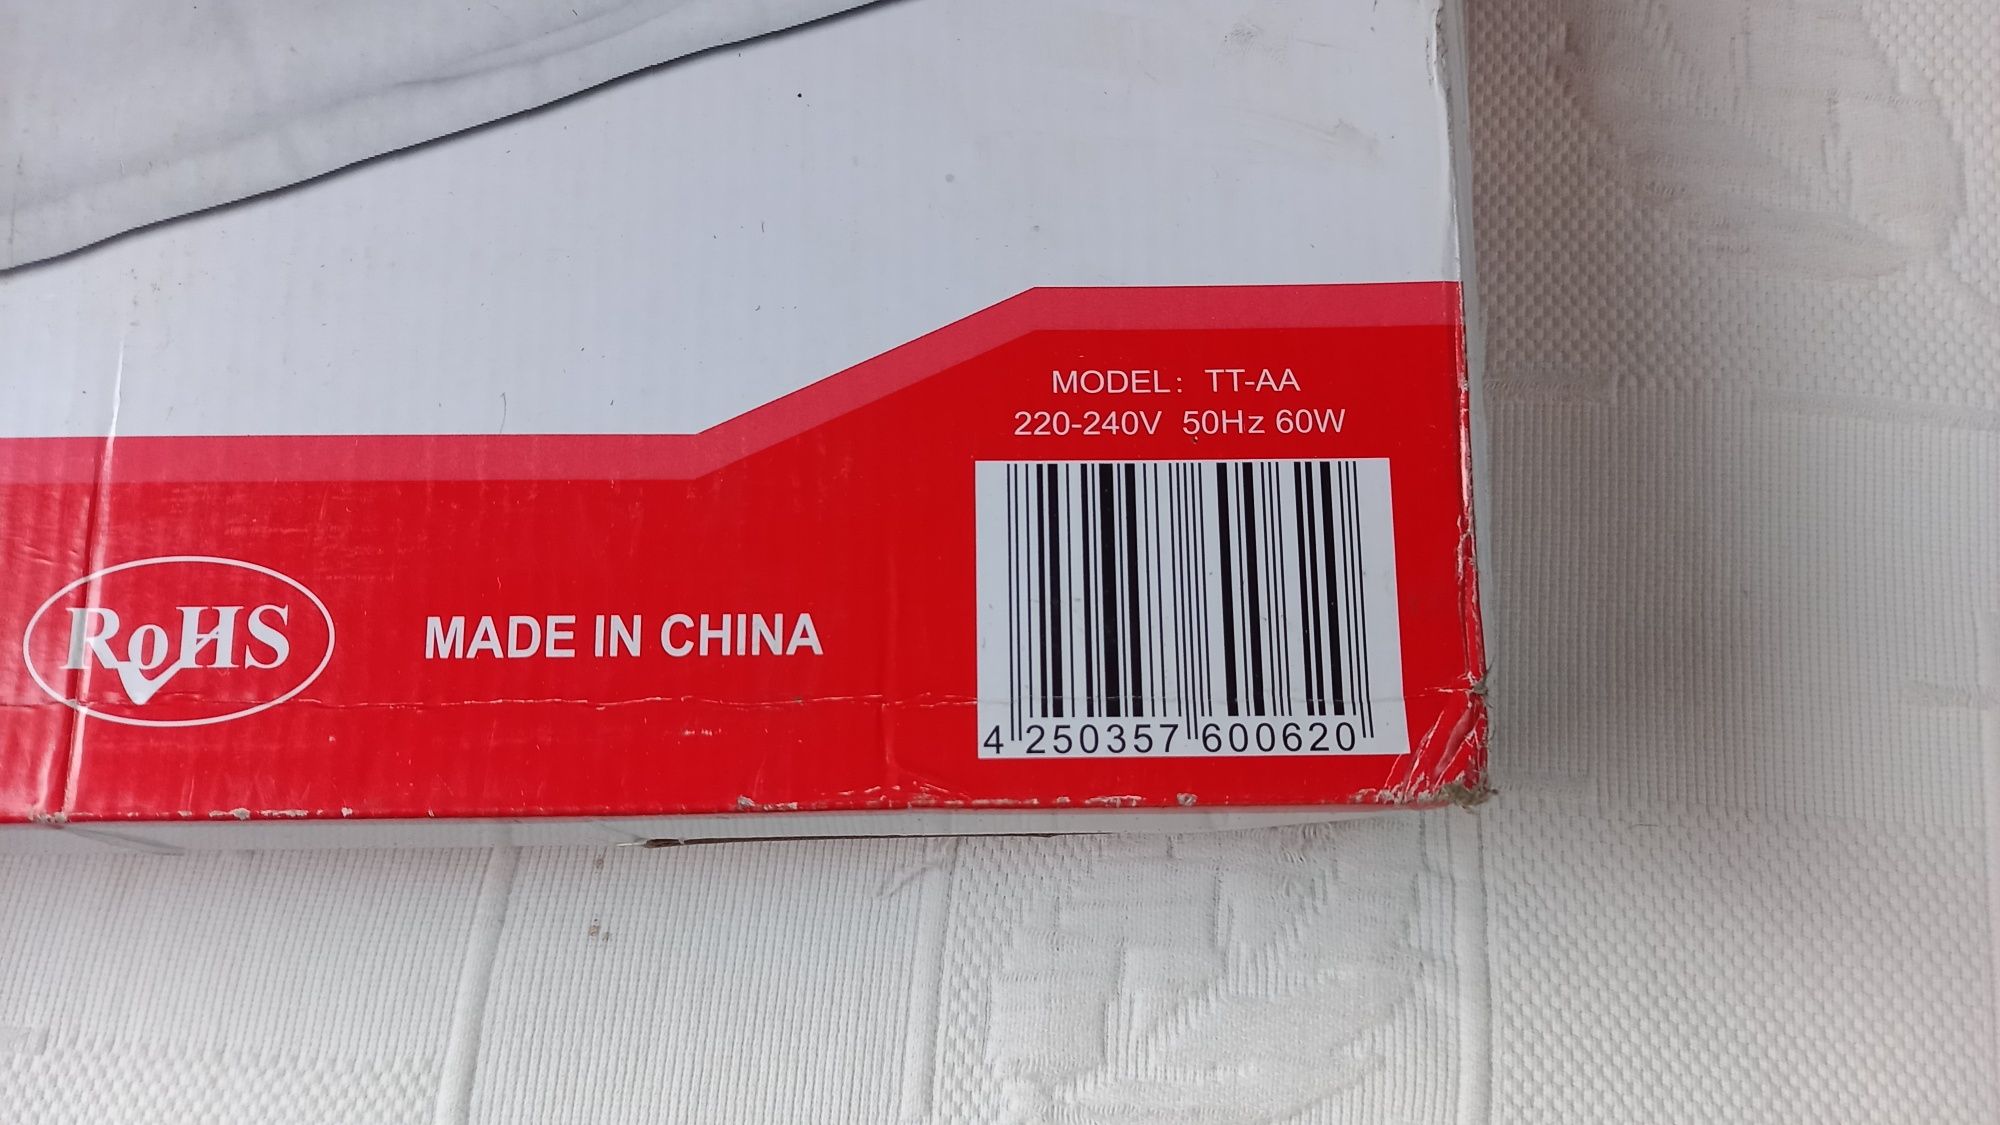 MODEL: TT-AA
220-240V 50Hz 60W
RoHS
MADE IN CHINA
4 250357 600620